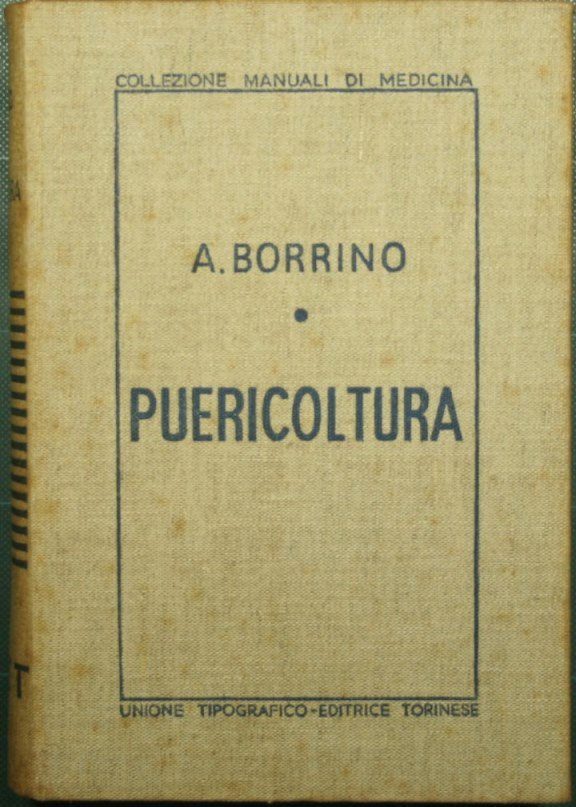 COLLEZIONE MANUALI DI MEDICINA
A. BORRINO
•
PUERICOLTURA
UNIONE TIPOGRAFICO-EDITRICE TORINESE